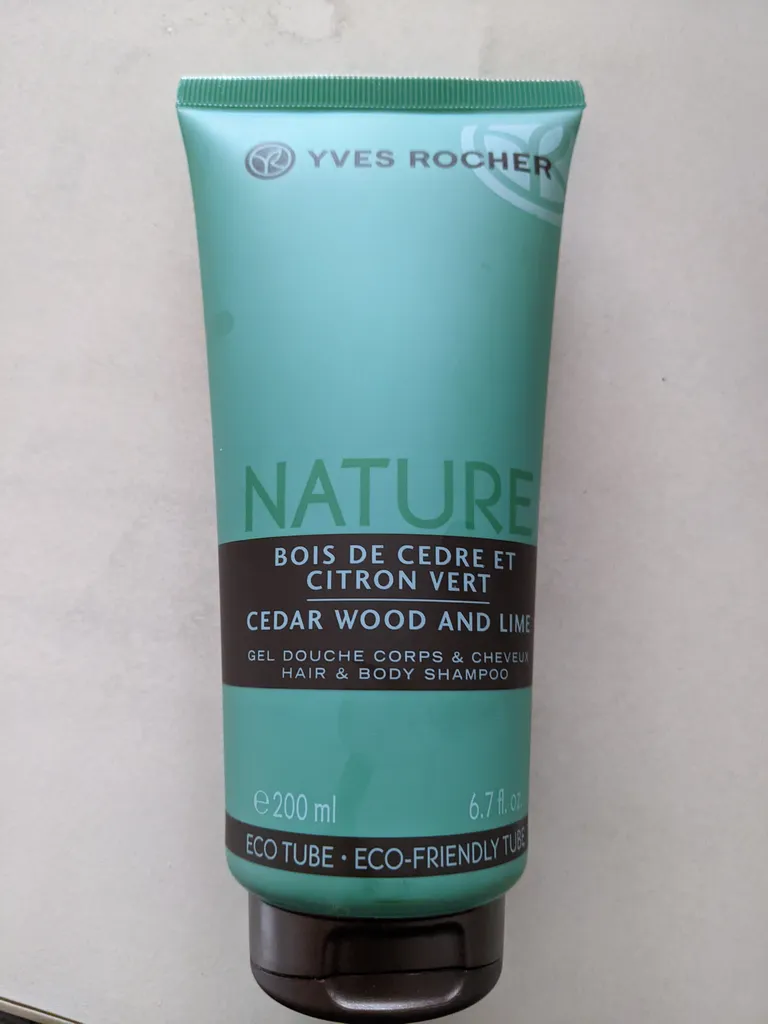 YVES ROCHER
NATURE
BOIS DE CEDRE ET
CITRON VERT
CEDAR WOOD AND LIME
GEL DOUCHE CORPS & CHEVEUX
HAIR & BODY SHAMPOO
℮200 ml 6.7 fl. oz.
ECO TUBE · ECO-FRIENDLY TUBE